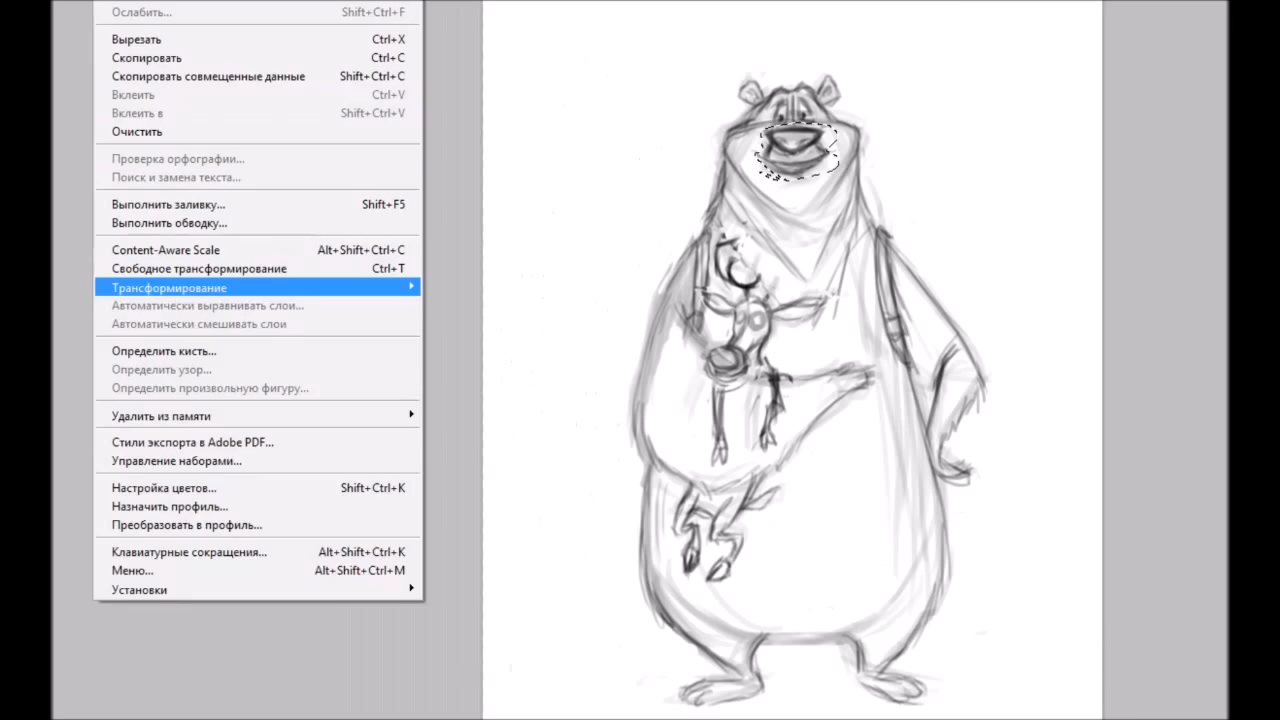 Ослабить... Shift+Ctrl+F
Вырезать Ctrl+X
Скопировать Ctrl+C
Скопировать совмещенные данные Shift+Ctrl+C
Вклеить Ctrl+V
Вклеить в Shift+Ctrl+V
Очистить
Проверка орфографии...
Поиск и замена текста...
Выполнить заливку... Shift+F5
Выполнить обводку...
Content-Aware Scale Alt+Shift+Ctrl+C
Свободное трансформирование Ctrl+T
Трансформирование
Автоматически выравнивать слои...
Автоматически смешивать слои
Определить кисть...
Определить узор...
Определить произвольную фигуру...
Удалить из памяти
Стили экспорта в Adobe PDF...
Управление наборами...
Настройка цветов... Shift+Ctrl+K
Назначить профиль...
Преобразовать в профиль...
Клавиатурные сокращения... Alt+Shift+Ctrl+K
Меню... Alt+Shift+Ctrl+M
Установки